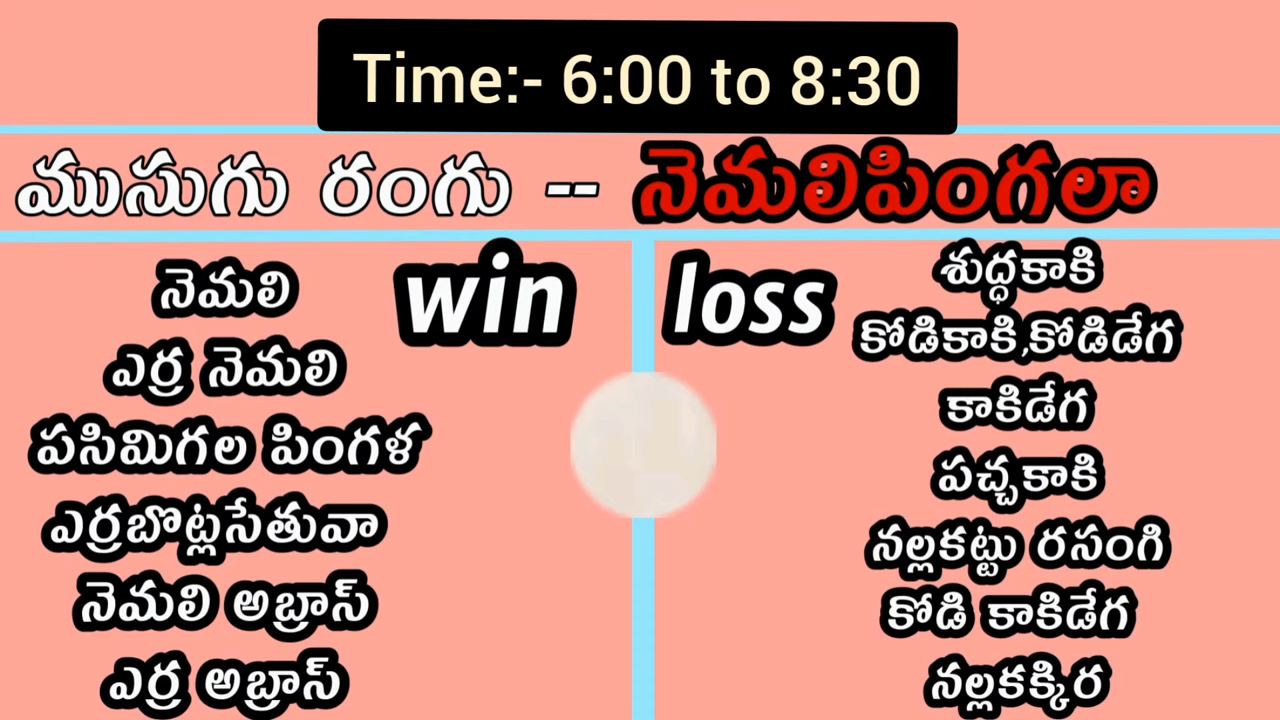 Time:- 6:00 to 8:30
ముసుగు రంగు -- నెమలిపింగలా
win
నెమలి
ఎర్ర నెమలి
పసిమిగల పింగళ
ఎర్రబొట్లసేతువా
నెమలి అబ్రాస్
ఎర్ర అబ్రాస్
loss
శుద్ధకాకి
కోడికాకి,కోడిడేగ
కాకిడేగ
పచ్చకాకి
నల్లకట్టు రసంగి
కోడి కాకిడేగ
నల్లకక్కిర